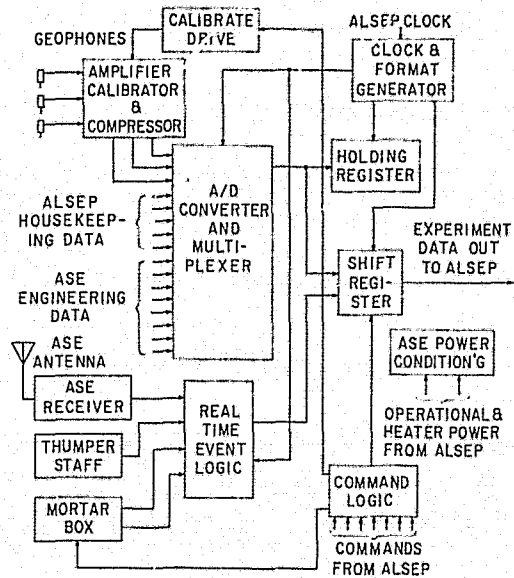 CALIBRATE
DRIVE
ALSEP CLOCK
GEOPHONES
CLOCK &
FORMAT
GENERATOR
AMPLIFIER
CALIBRATOR
&
COMPRESSOR
HOLDING
REGISTER
A/D
CONVERTER
AND
MULTI-
PLEXER
ALSEP
HOUSEKEEP-
ING DATA
EXPERIMENT
DATA OUT
TO ALSEP
SHIFT
REGI-
STER
ASE
ENGINEERING
DATA
ASE
ANTENNA
ASE POWER
CONDITION'G
ASE
RECEIVER
REAL
TIME
EVENT
LOGIC
OPERATIONAL &
HEATER POWER
FROM ALSEP
THUMPER
STAFF
MORTAR
BOX
COMMAND
LOGIC
COMMANDS
FROM ALSEP